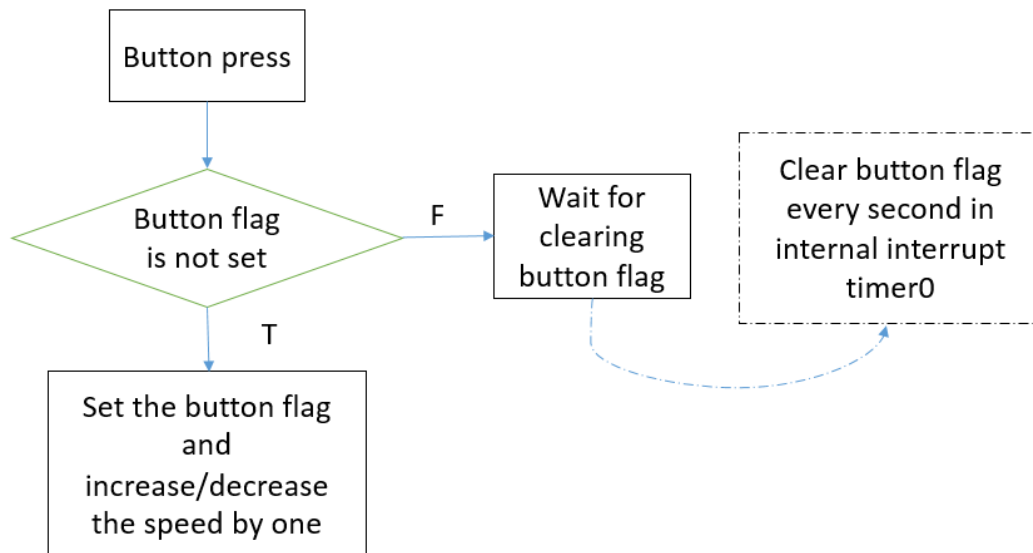 Button press
Button flag
is not set
F
T
Wait for
clearing
button flag
Clear button flag
every second in
internal interrupt
timer0
Set the button flag
and
increase/decrease
the speed by one